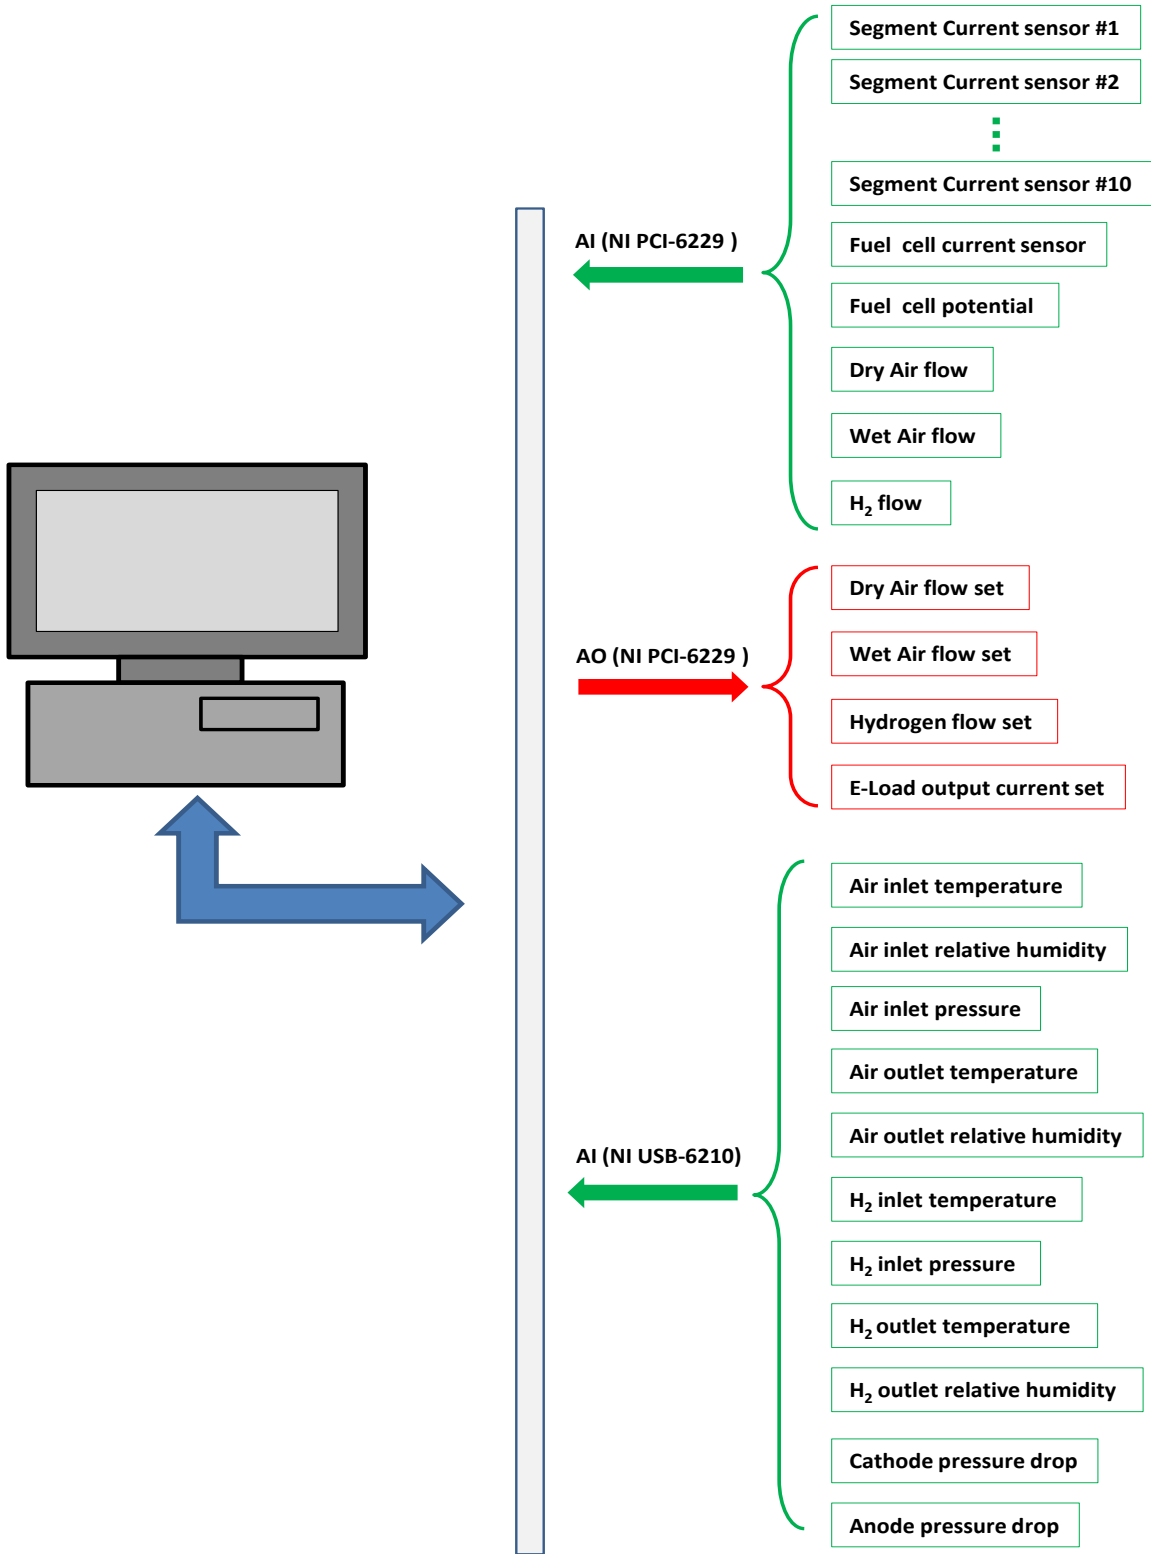 Segment Current sensor #1
Segment Current sensor #2
Segment Current sensor #10
AI (NI PCI-6229 )
Fuel  cell current sensor
Fuel  cell potential
Dry Air flow
Wet Air flow
H₂ flow
Dry Air flow set
AO (NI PCI-6229 )
Wet Air flow set
Hydrogen flow set
E-Load output current set
Air inlet temperature
Air inlet relative humidity
Air inlet pressure
Air outlet temperature
Air outlet relative humidity
AI (NI USB-6210)
H₂ inlet temperature
H₂ inlet pressure
H₂ outlet temperature
H₂ outlet relative humidity
Cathode pressure drop
Anode pressure drop